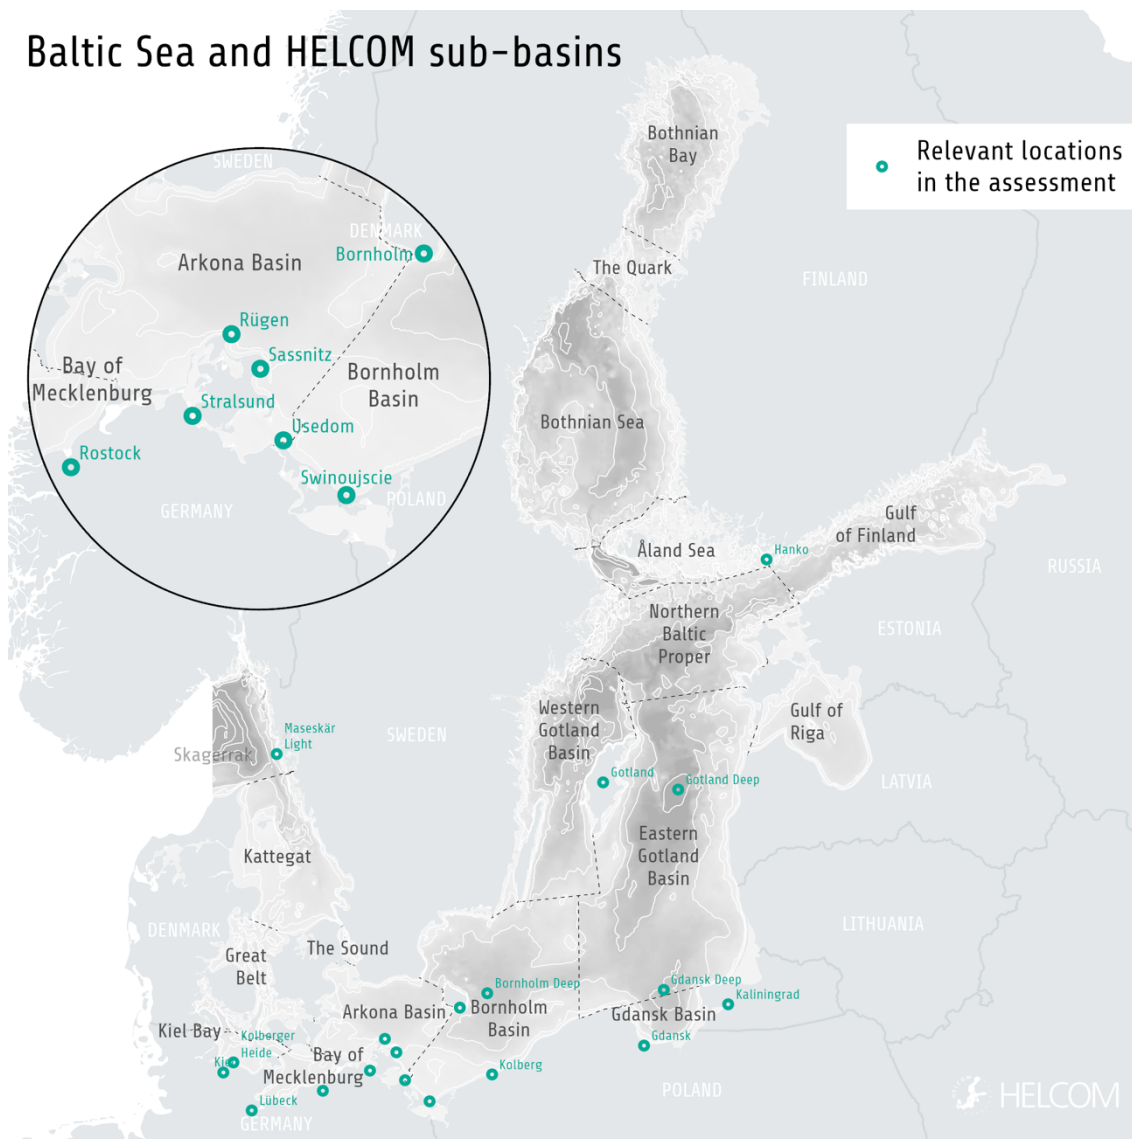 Baltic Sea and HELCOM sub-basins
Relevant locations
in the assessment
SWEDEN
DENMARK
Bornholm
Arkona Basin
Rügen
Sassnitz
Bay of
Mecklenburg
Bornholm
Basin
Stralsund
Usedom
Rostock
Swinoujscie
POLAND
GERMANY
Bothnian
Bay
The Quark
FINLAND
Bothnian Sea
Gulf
of Finland
Åland Sea
Hanko
RUSSIA
Northern
Baltic
Proper
ESTONIA
Western
Gotland
Basin
Gulf of
Riga
Maseskär
Light
SWEDEN
Skagerrak
Gotland
Gotland Deep
LATVIA
Eastern
Gotland
Basin
Kattegat
LITHUANIA
DENMARK
The Sound
Great
Belt
Bornholm Deep
Gdansk Deep
Kaliningrad
Arkona Basin
Bornholm
Basin
Gdansk Basin
Kiel Bay
Kolberger
Heide
Kiel
Gdansk
Bay of
Mecklenburg
Kolberg
Lübeck
POLAND
GERMANY
HELCOM